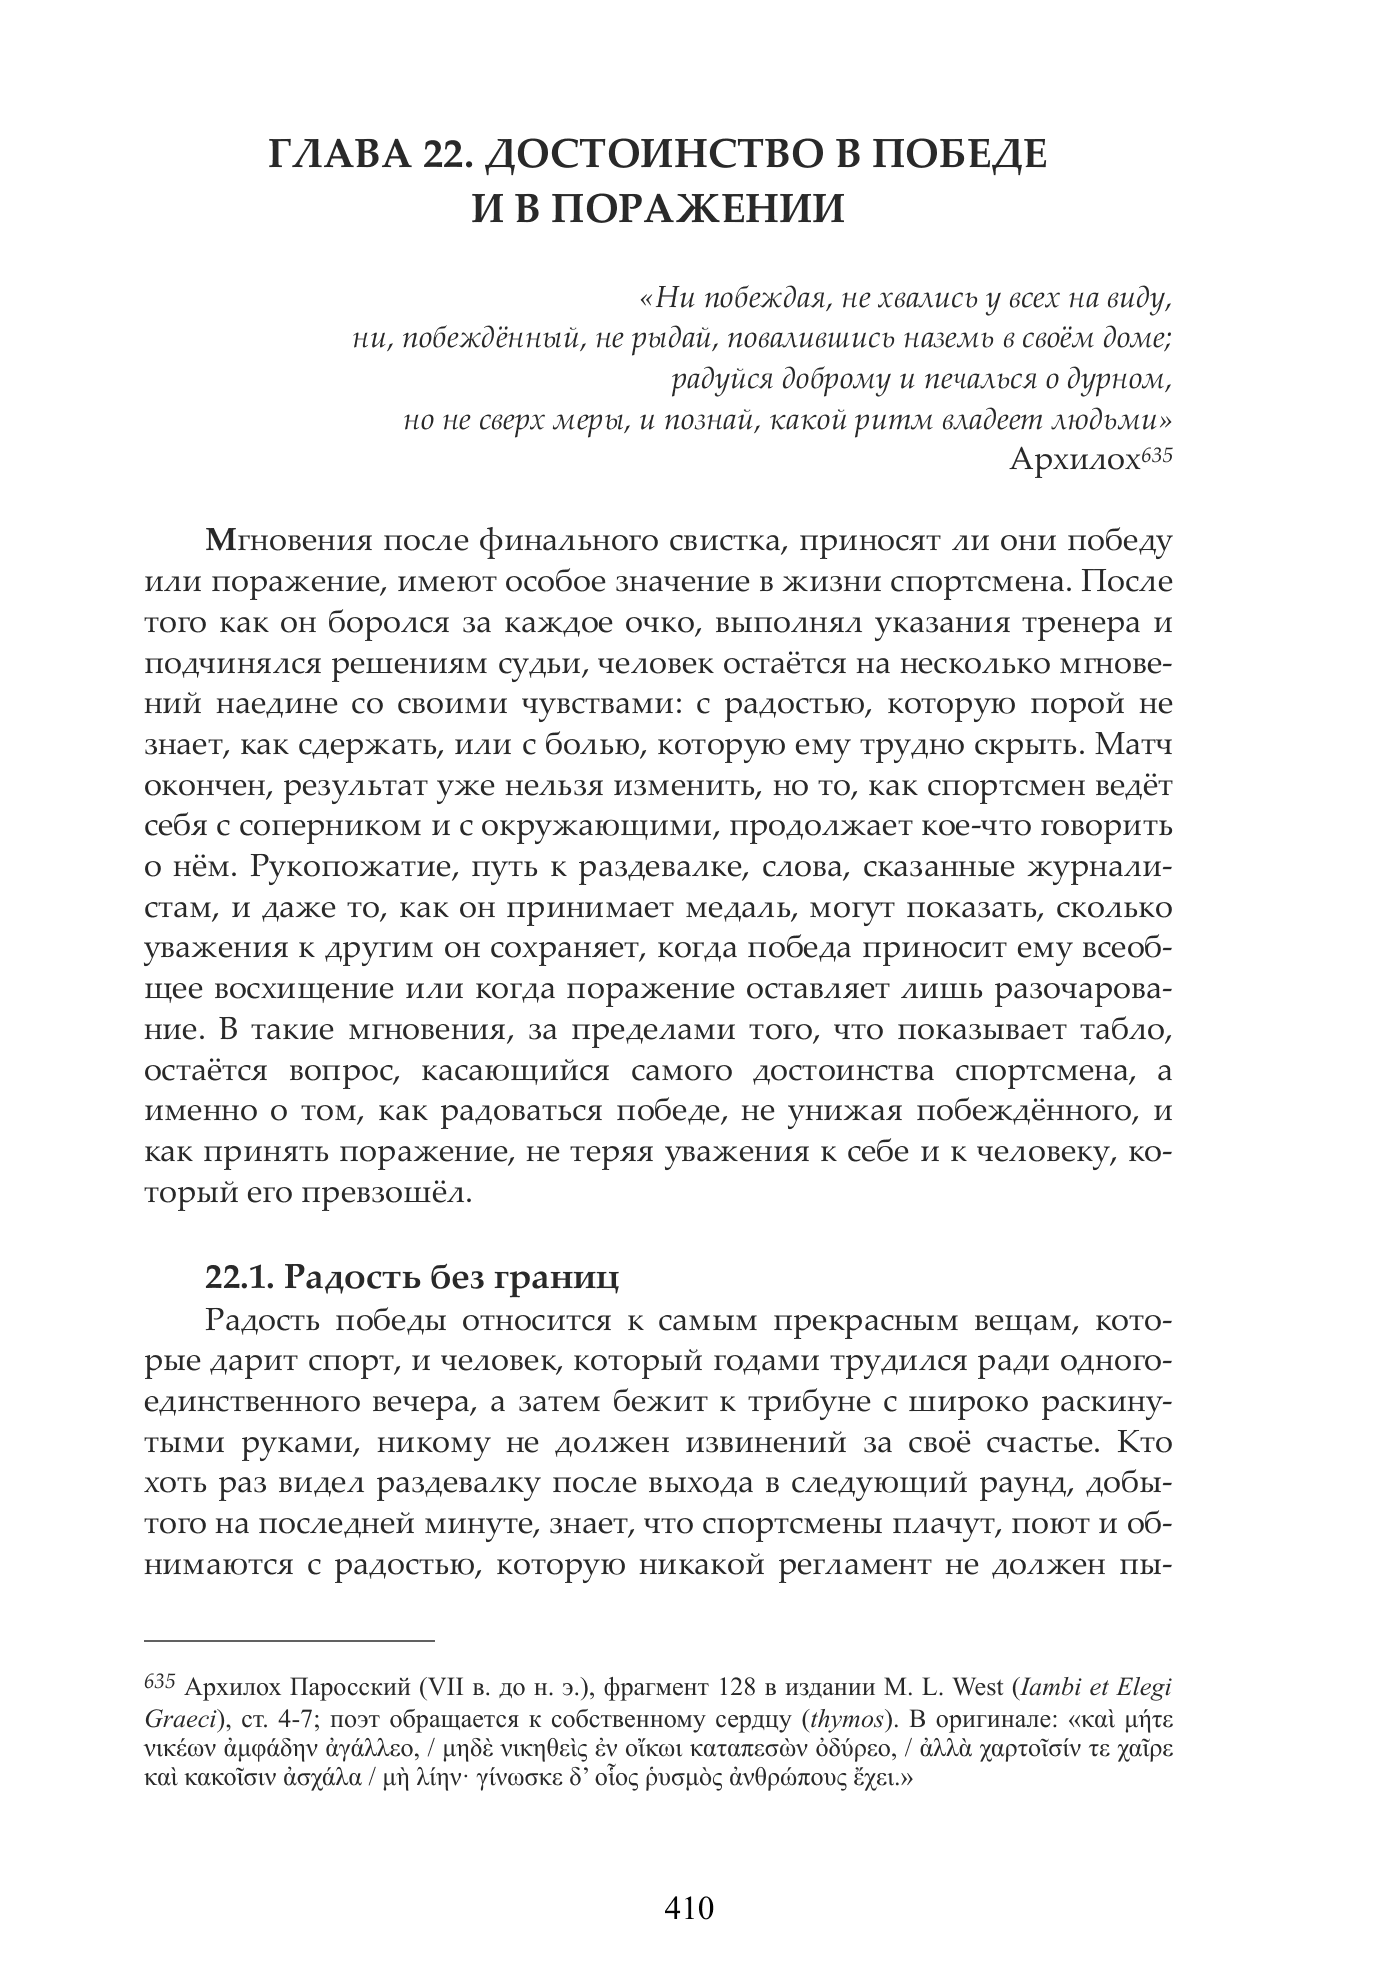 ГЛАВА 22. ДОСТОИНСТВО В ПОБЕДЕ
И В ПОРАЖЕНИИ
«Ни побеждая, не хвались у всех на виду,
ни, побеждённый, не рыдай, повалившись наземь в своём доме;
радуйся доброму и печалься о дурном,
но не сверх меры, и познай, какой ритм владеет людьми»
Архилох635
Мгновения после финального свистка, приносят ли они победу
или поражение, имеют особое значение в жизни спортсмена. После
того как он боролся за каждое очко, выполнял указания тренера и
подчинялся решениям судьи, человек остаётся на несколько мгнове-
ний наедине со своими чувствами: с радостью, которую порой не
знает, как сдержать, или с болью, которую ему трудно скрыть. Матч
окончен, результат уже нельзя изменить, но то, как спортсмен ведёт
себя с соперником и с окружающими, продолжает кое-что говорить
о нём. Рукопожатие, путь к раздевалке, слова, сказанные журнали-
стам, и даже то, как он принимает медаль, могут показать, сколько
уважения к другим он сохраняет, когда победа приносит ему всеоб-
щее восхищение или когда поражение оставляет лишь разочарова-
ние. В такие мгновения, за пределами того, что показывает табло,
остаётся вопрос, касающийся самого достоинства спортсмена, а
именно о том, как радоваться победе, не унижая побеждённого, и
как принять поражение, не теряя уважения к себе и к человеку, ко-
торый его превзошёл.
22.1. Радость без границ
Радость победы относится к самым прекрасным вещам, кото-
рые дарит спорт, и человек, который годами трудился ради одного-
единственного вечера, а затем бежит к трибуне с широко раскину-
тыми руками, никому не должен извинений за своё счастье. Кто
хоть раз видел раздевалку после выхода в следующий раунд, добы-
того на последней минуте, знает, что спортсмены плачут, поют и об-
нимаются с радостью, которую никакой регламент не должен пы-
635 Архилох Паросский (VII в. до н. э.), фрагмент 128 в издании M. L. West (Iambi et Elegi
Graeci), ст. 4-7; поэт обращается к собственному сердцу (thymos). В оригинале: «καὶ μήτε
νικέων ἀμφάδην ἀγάλλεο, / μηδὲ νικηθεὶς ἐν οἴκωι καταπεσὼν ὀδύρεο, / ἀλλὰ χαρτοῖσίν τε χαῖρε
καὶ κακοῖσιν ἀσχάλα / μὴ λίην· γίνωσκε δ’ οἷος ῥυσμὸς ἀνθρώπους ἔχει.»
410